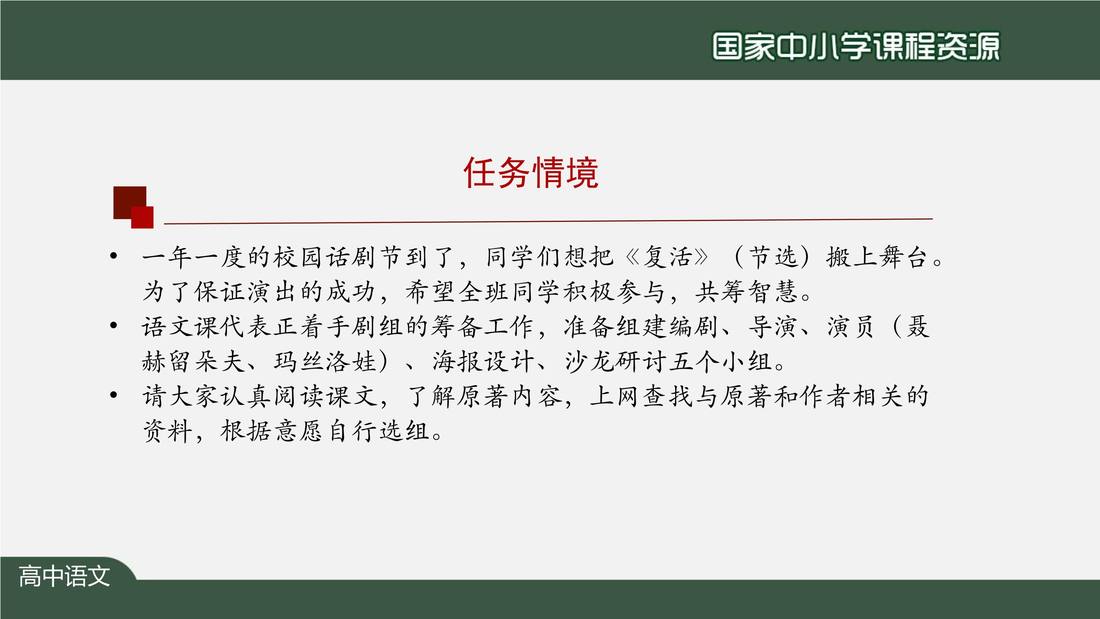 国家中小学课程资源
任务情境
• 一年一度的校园话剧节到了，同学们想把《复活》（节选）搬上舞台。
为了保证演出的成功，希望全班同学积极参与，共筹智慧。
• 语文课代表正着手剧组的筹备工作，准备组建编剧、导演、演员（聂
赫留朵夫、玛丝洛娃）、海报设计、沙龙研讨五个小组。
• 请大家认真阅读课文，了解原著内容，上网查找与原著和作者相关的
资料，根据意愿自行选组。
高中语文